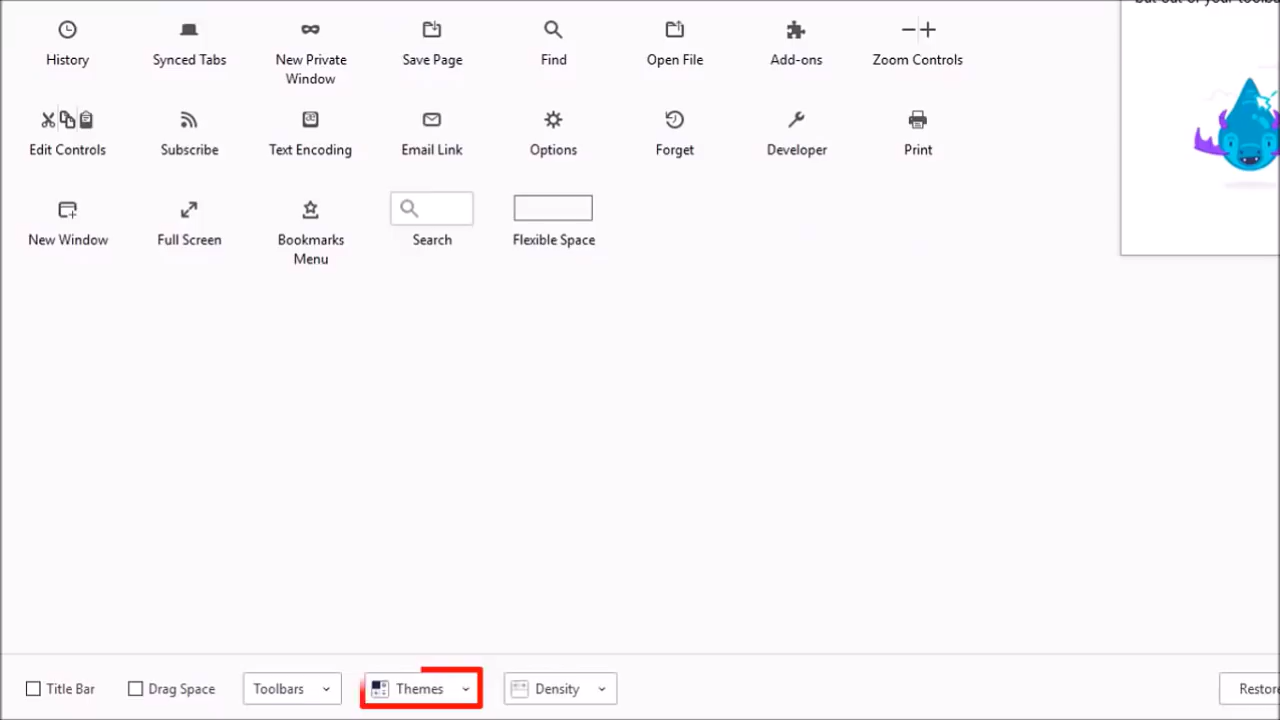 History
Synced Tabs
New Private
Window
Save Page
Find
Open File
Add-ons
Zoom Controls
Edit Controls
Subscribe
Text Encoding
Email Link
Options
Forget
Developer
Print
New Window
Full Screen
Bookmarks
Menu
Search
Flexible Space
Title Bar
Drag Space
Toolbars
Themes
Density
Restore